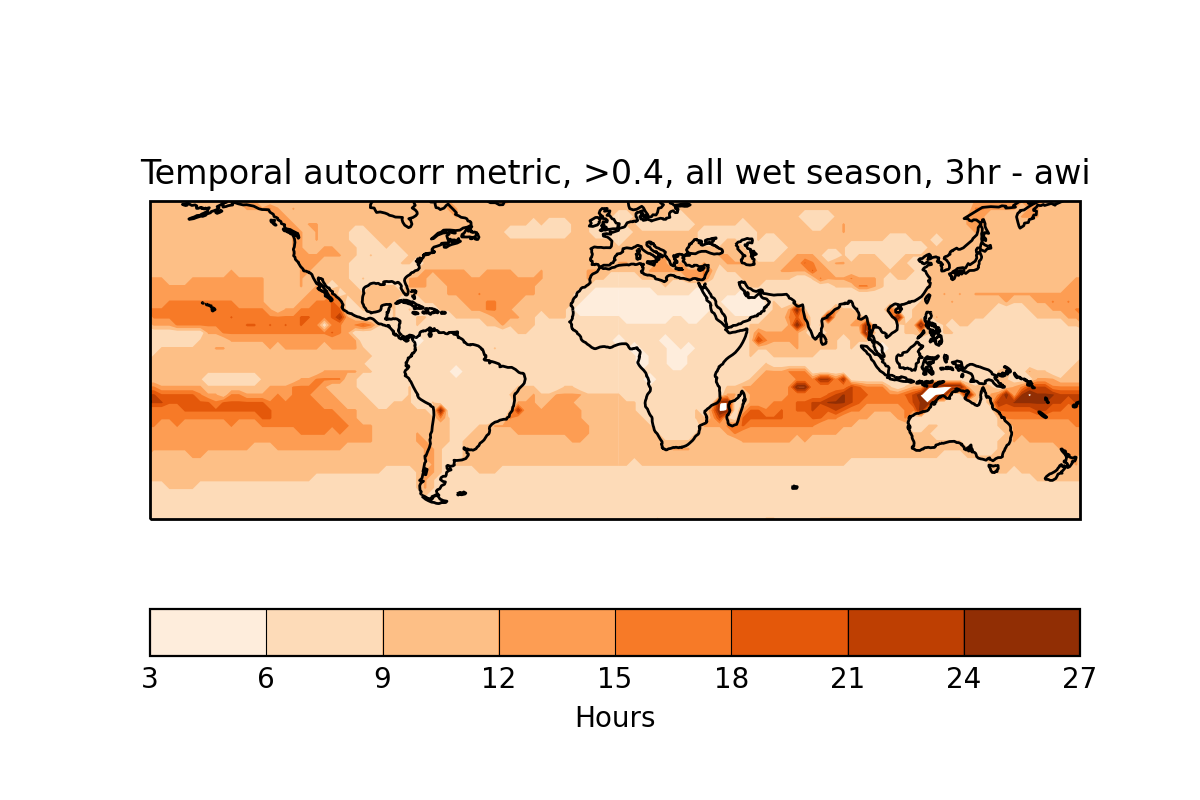 Temporal autocorr metric, >0.4, all wet season, 3hr - awi
3 6 9 12 15 18 21 24 27
Hours